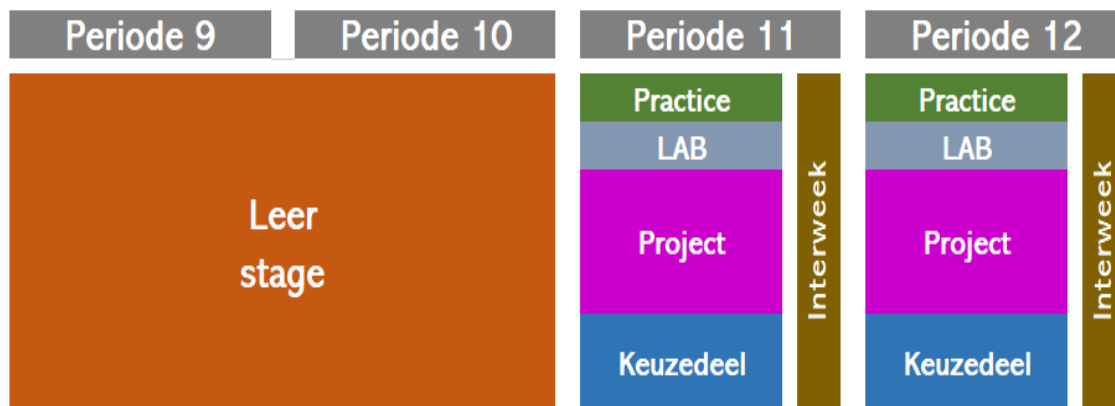 Periode 9
Periode 10
Periode 11
Periode 12
Leer
stage
Practice
LAB
Project
Keuzedeel
Interweek
Practice
LAB
Project
Keuzedeel
Interweek